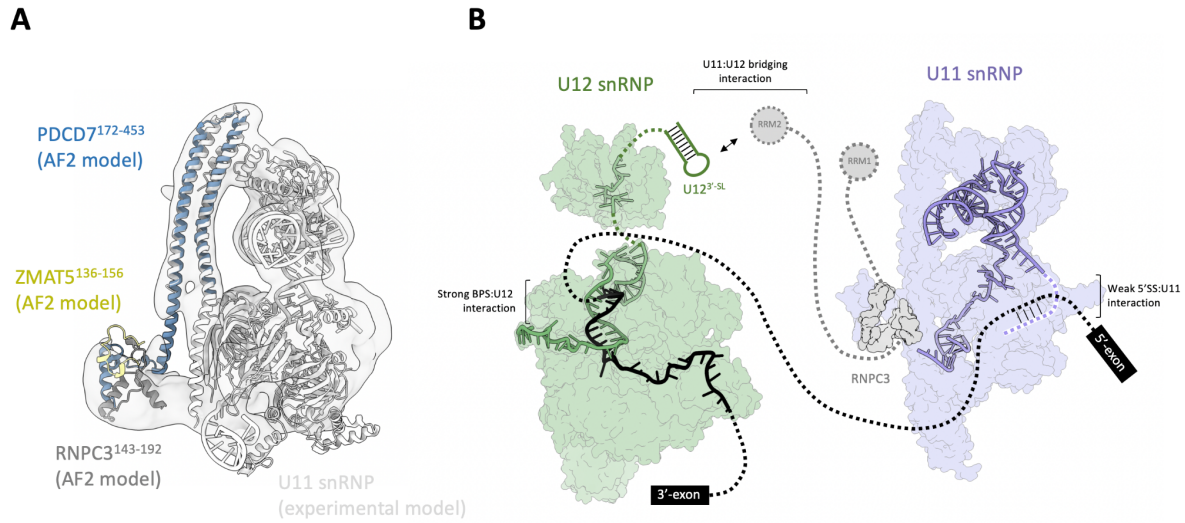 A
PDCD7172-453
(AF2 model)
ZMAT5136-156
(AF2 model)
RNPC3143-192
(AF2 model)
U11 snRNP
(experimental model)
B
U12 snRNP
U11:U12 bridging
interaction
U11 snRNP
RRM2
RRM1
U123'-SL
Strong BPS:U12
interaction
Weak 5'SS:U11
interaction
5'-exon
RNPC3
3'-exon